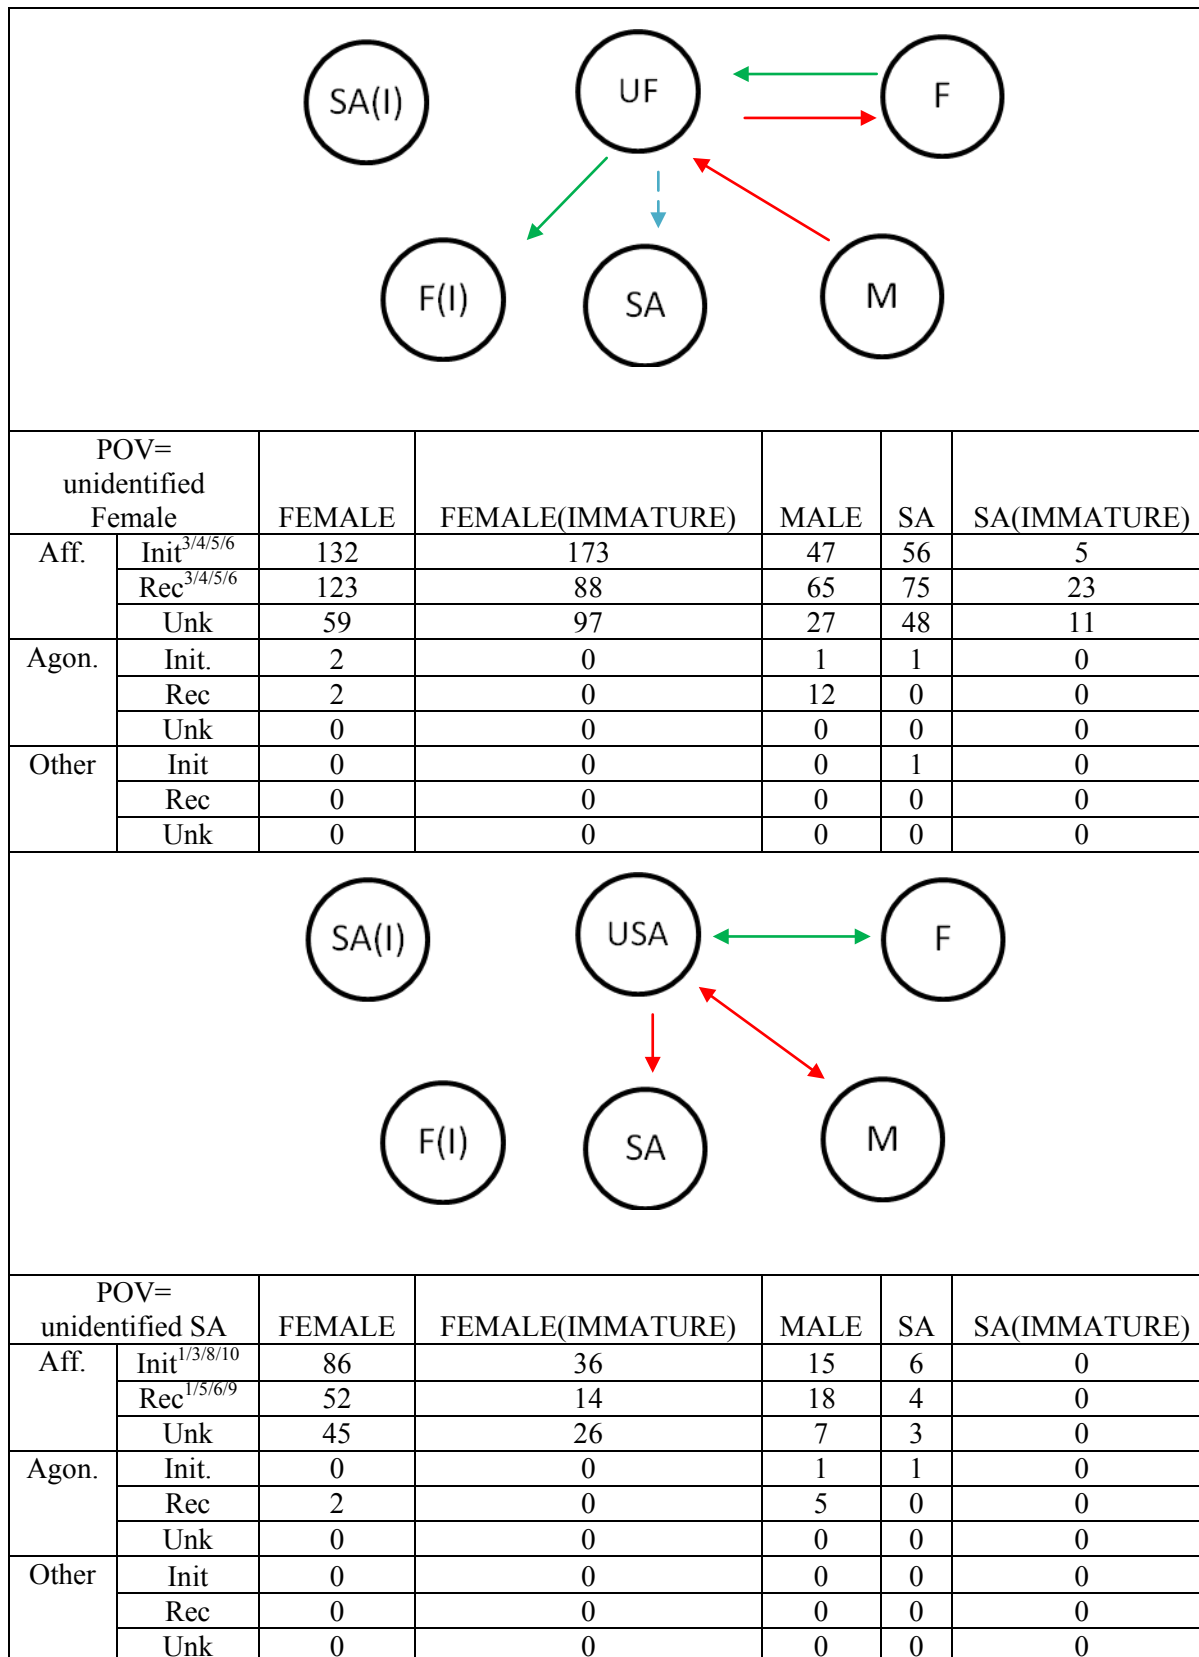 SA(I) UF F
F(I) SA M
POV=
unidentified
Female FEMALE FEMALE(IMMATURE) MALE SA SA(IMMATURE)
Aff. Init3/4/5/6 132 173 47 56 5
Rec3/4/5/6 123 88 65 75 23
Unk 59 97 27 48 11
Agon. Init. 2 0 1 1 0
Rec 2 0 12 0 0
Unk 0 0 0 0 0
Other Init 0 0 0 1 0
Rec 0 0 0 0 0
Unk 0 0 0 0 0
SA(I) USA F
F(I) SA M
POV=
unidentified SA FEMALE FEMALE(IMMATURE) MALE SA SA(IMMATURE)
Aff. Init1/3/8/10 86 36 15 6 0
Rec1/5/6/9 52 14 18 4 0
Unk 45 26 7 3 0
Agon. Init. 0 0 1 1 0
Rec 2 0 5 0 0
Unk 0 0 0 0 0
Other Init 0 0 0 0 0
Rec 0 0 0 0 0
Unk 0 0 0 0 0